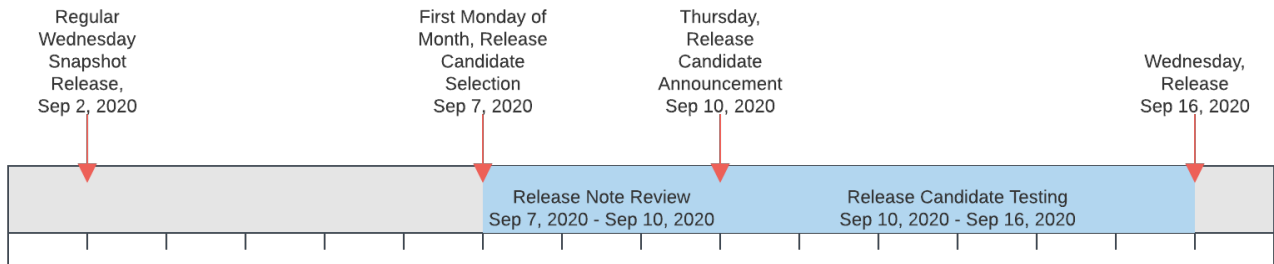 Regular
Wednesday
Snapshot
Release,
Sep 2, 2020
First Monday of
Month, Release
Candidate
Selection
Sep 7, 2020
Thursday,
Release
Candidate
Announcement
Sep 10, 2020
Wednesday,
Release
Sep 16, 2020
Release Note Review
Sep 7, 2020 - Sep 10, 2020
Release Candidate Testing
Sep 10, 2020 - Sep 16, 2020